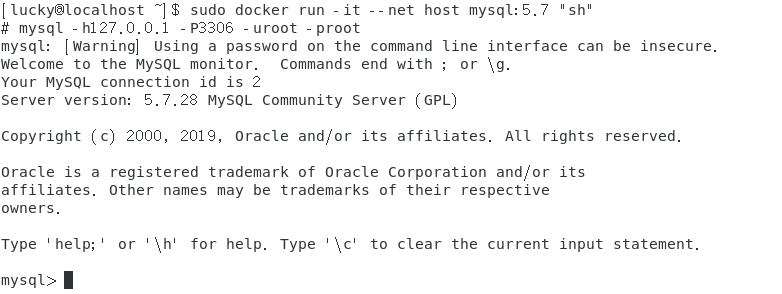 [lucky@localhost ~]$ sudo docker run -it --net host mysql:5.7 "sh"
# mysql -h127.0.0.1 -P3306 -uroot -proot
mysql: [Warning] Using a password on the command line interface can be insecure.
Welcome to the MySQL monitor.  Commands end with ; or \g.
Your MySQL connection id is 2
Server version: 5.7.28 MySQL Community Server (GPL)
Copyright (c) 2000, 2019, Oracle and/or its affiliates. All rights reserved.
Oracle is a registered trademark of Oracle Corporation and/or its
affiliates. Other names may be trademarks of their respective
owners.
Type 'help;' or '\h' for help. Type '\c' to clear the current input statement.
mysql>